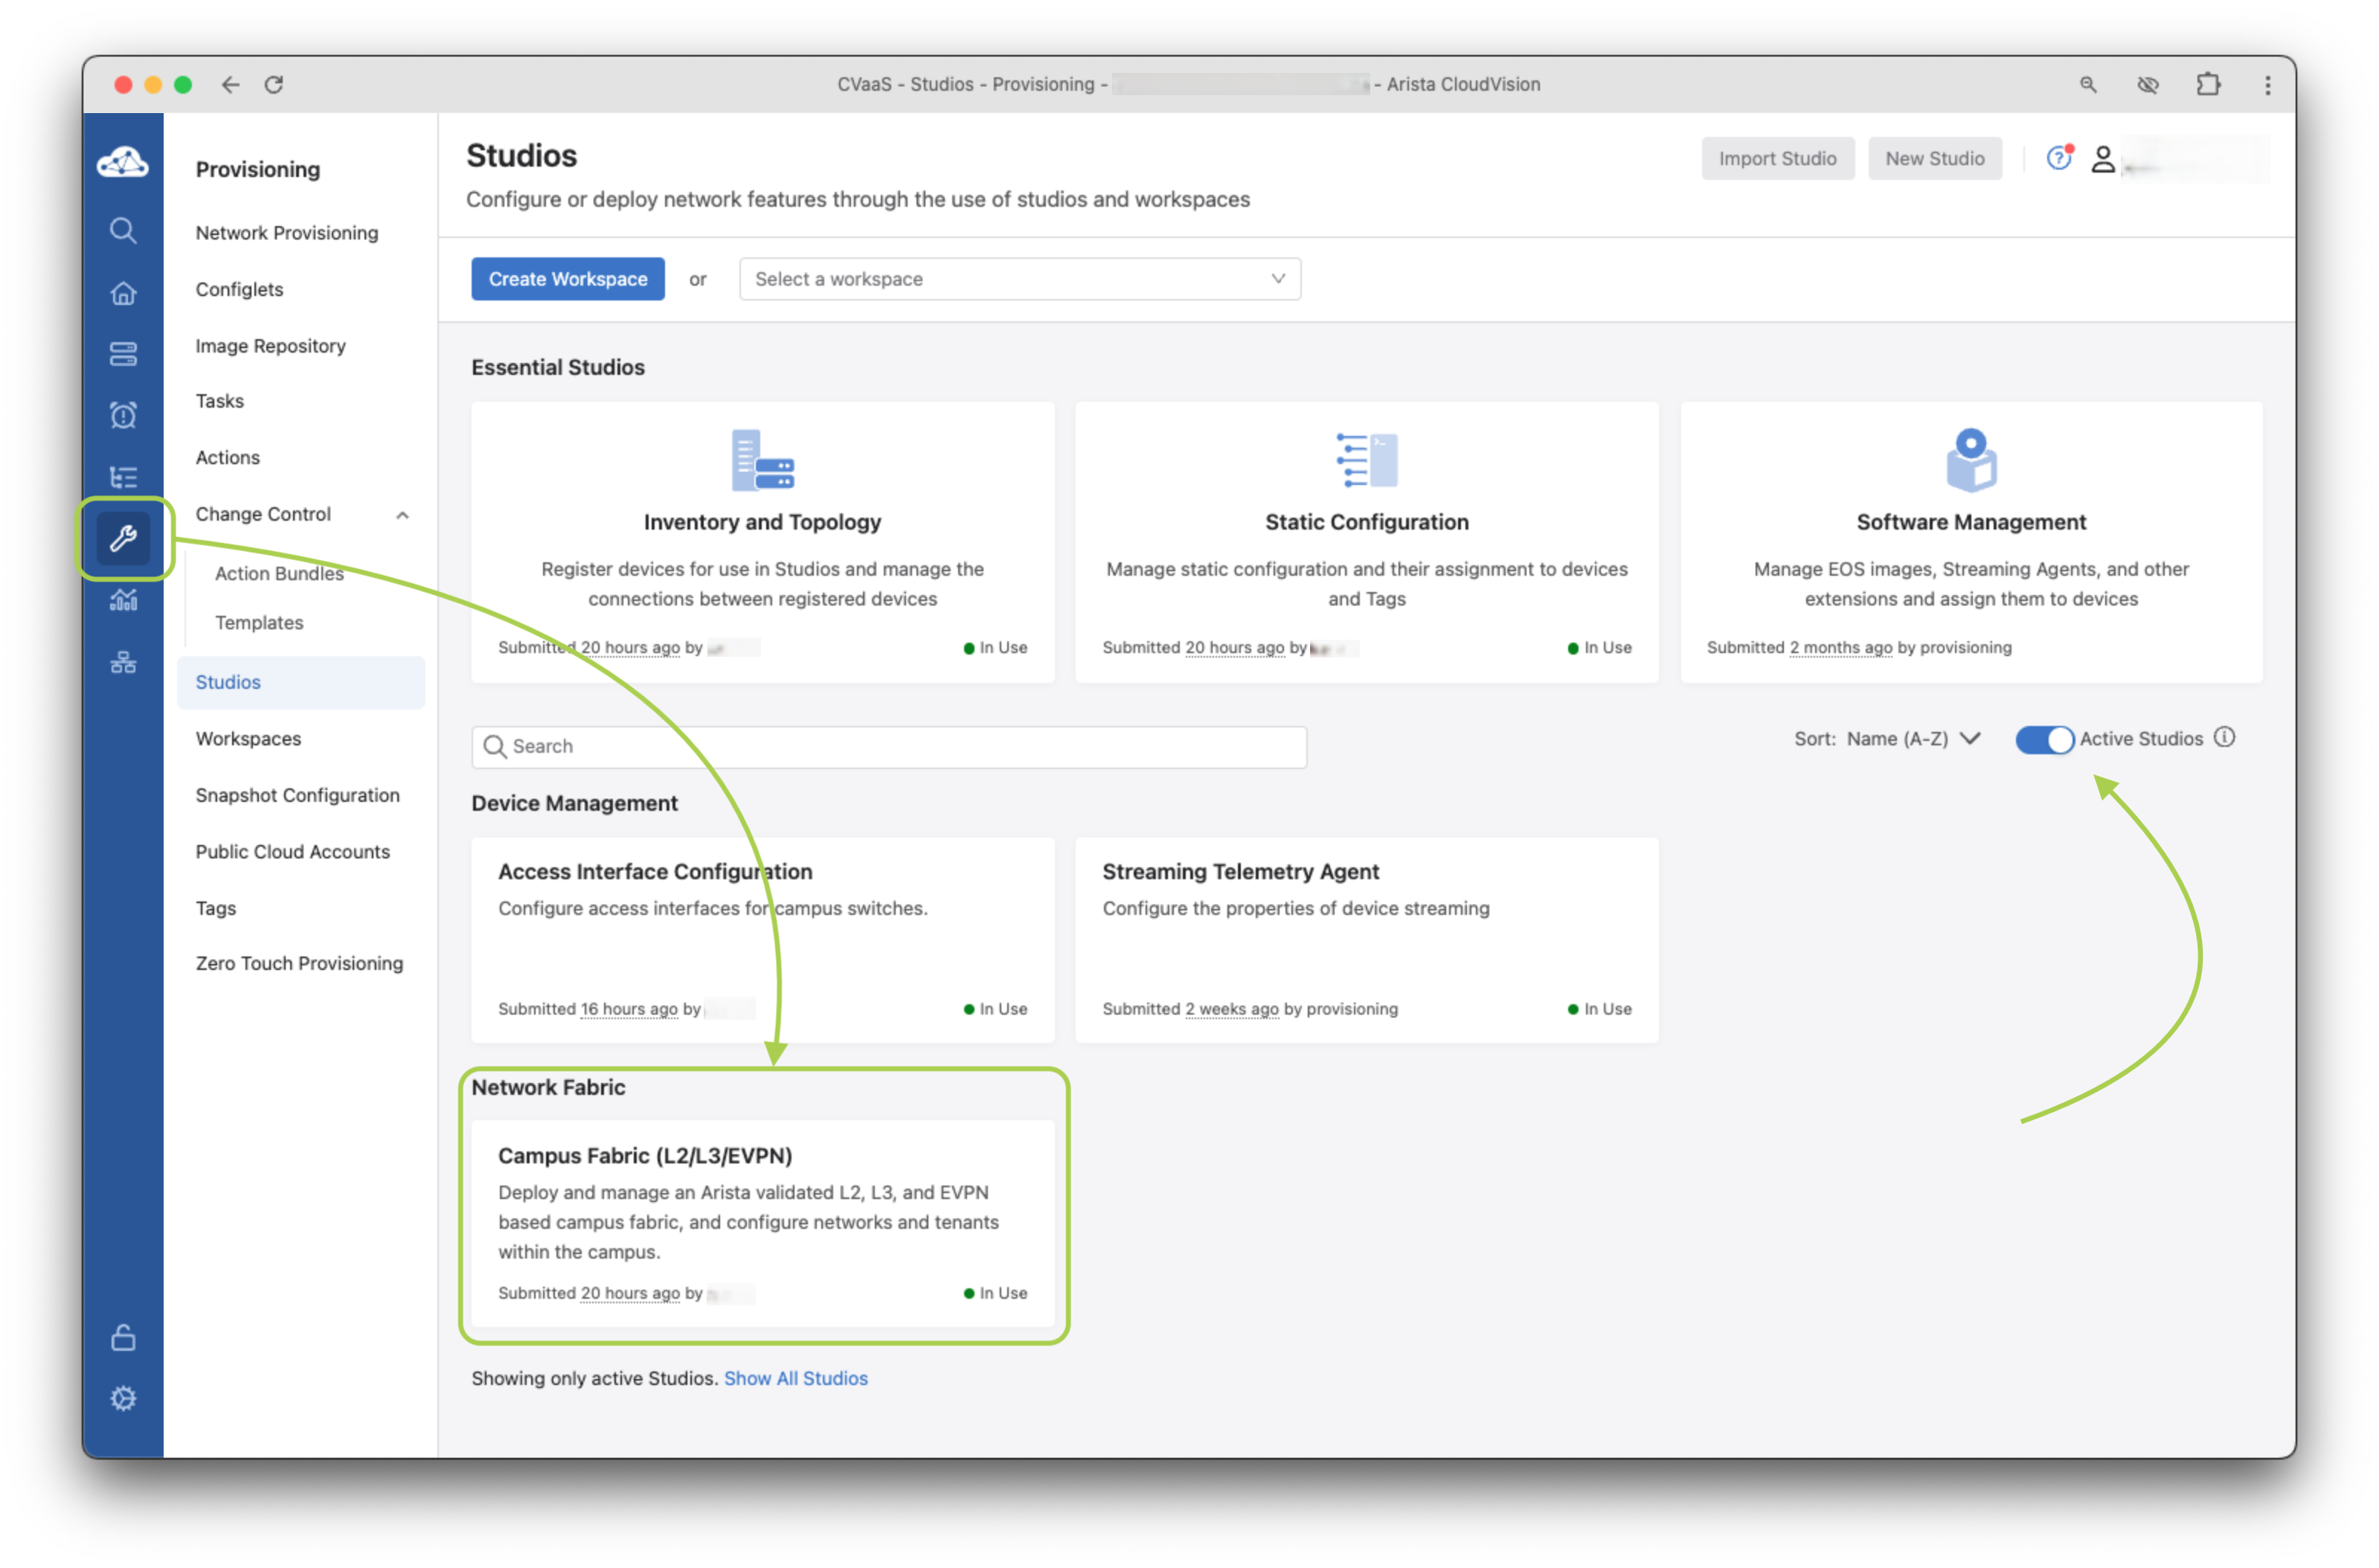 CVaaS - Studios - Provisioning - - Arista CloudVision
Provisioning
Network Provisioning
Configlets
Image Repository
Tasks
Actions
Change Control
Action Bundles
Templates
Studios
Workspaces
Snapshot Configuration
Public Cloud Accounts
Tags
Zero Touch Provisioning
Studios
Configure or deploy network features through the use of studios and workspaces
Import Studio
New Studio
Create Workspace or Select a workspace
Essential Studios
Inventory and Topology
Register devices for use in Studios and manage the
connections between registered devices
Submitted 20 hours ago by
In Use
Static Configuration
Manage static configuration and their assignment to devices
and Tags
Submitted 20 hours ago by
In Use
Software Management
Manage EOS images, Streaming Agents, and other
extensions and assign them to devices
Submitted 2 months ago by provisioning
Search
Sort: Name (A-Z)
Active Studios
Device Management
Access Interface Configuration
Configure access interfaces for campus switches.
Submitted 16 hours ago by
In Use
Streaming Telemetry Agent
Configure the properties of device streaming
Submitted 2 weeks ago by provisioning
In Use
Network Fabric
Campus Fabric (L2/L3/EVPN)
Deploy and manage an Arista validated L2, L3, and EVPN
based campus fabric, and configure networks and tenants
within the campus.
Submitted 20 hours ago by
In Use
Showing only active Studios. Show All Studios